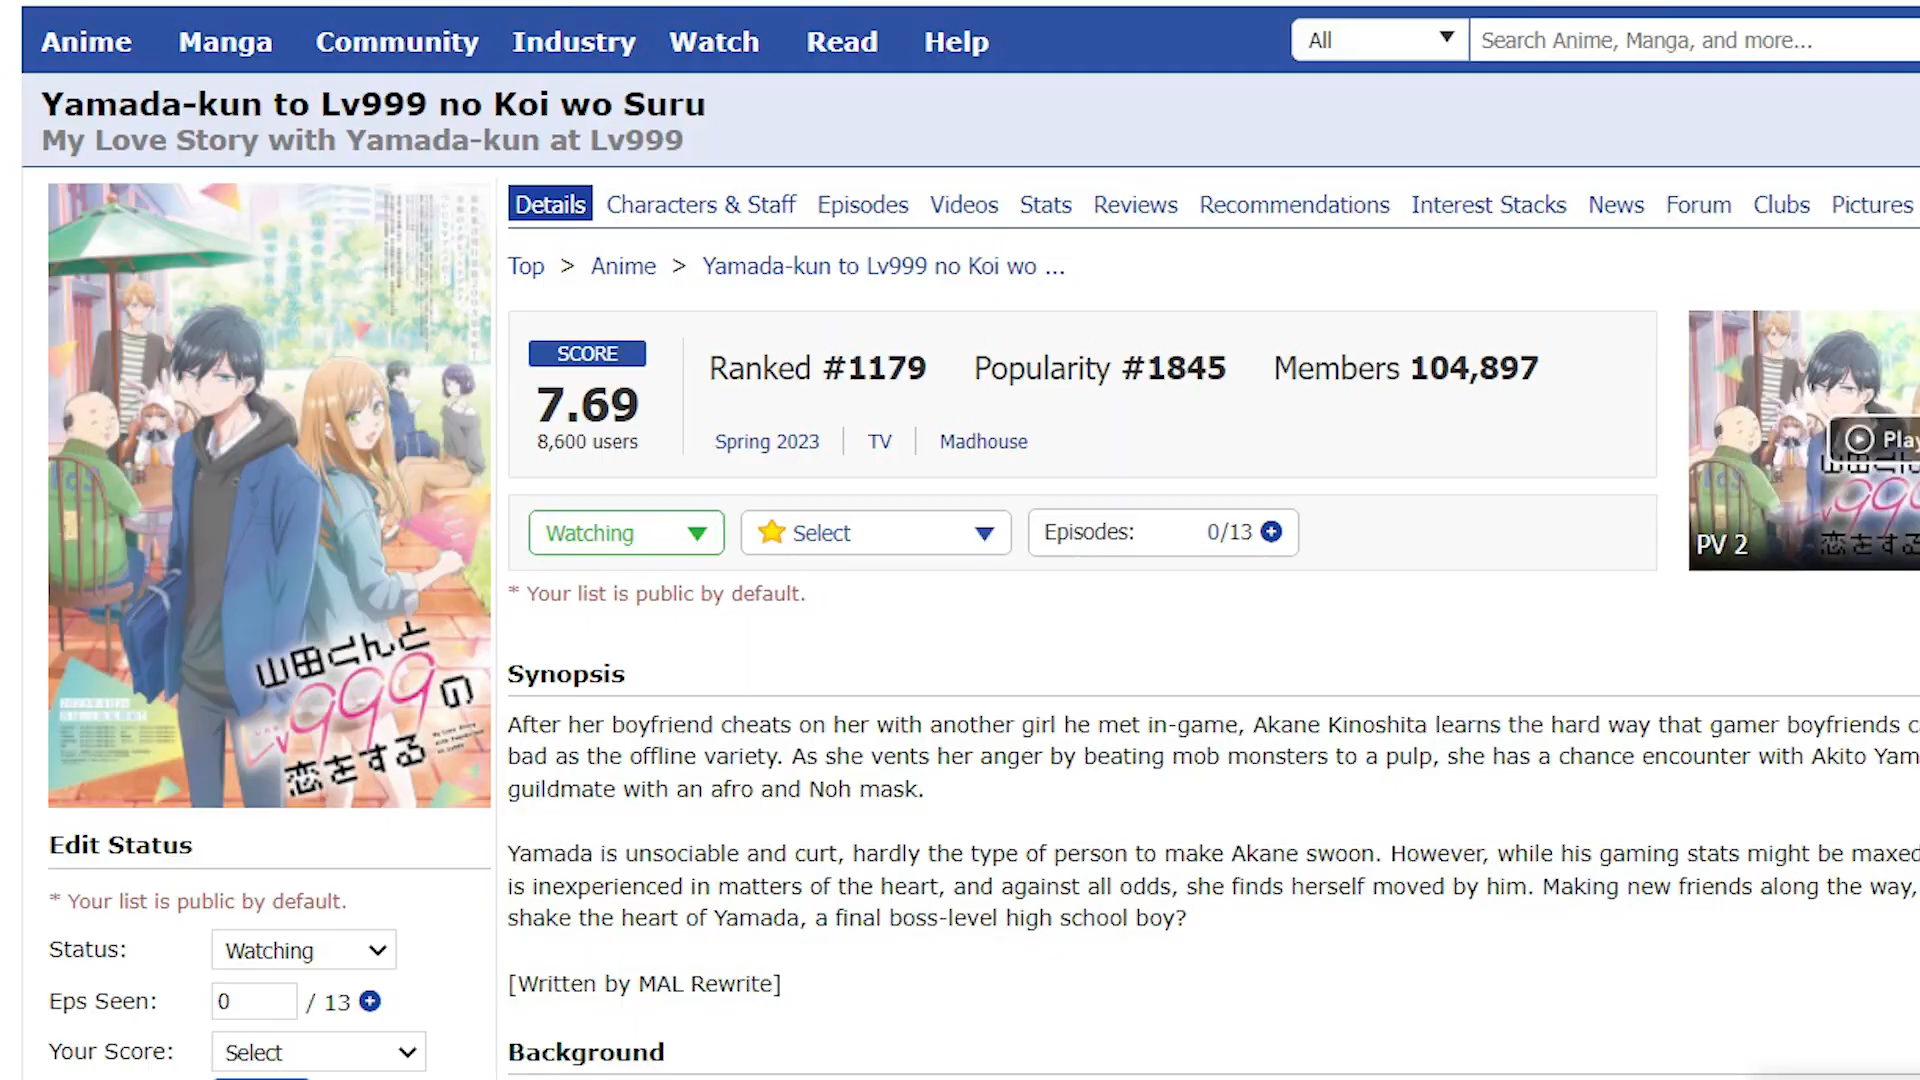 Anime Manga Community Industry Watch Read Help All Search Anime, Manga, and more...
Yamada-kun to Lv999 no Koi wo Suru
My Love Story with Yamada-kun at Lv999
Details Characters & Staff Episodes Videos Stats Reviews Recommendations Interest Stacks News Forum Clubs Pictures
Top > Anime > Yamada-kun to Lv999 no Koi wo ...
SCORE
7.69
8,600 users
Ranked #1179 Popularity #1845 Members 104,897
Spring 2023 TV Madhouse
Play
PV 2
Watching Select Episodes: 0/13
* Your list is public by default.
Synopsis
After her boyfriend cheats on her with another girl he met in-game, Akane Kinoshita learns the hard way that gamer boyfriends c
bad as the offline variety. As she vents her anger by beating mob monsters to a pulp, she has a chance encounter with Akito Yam
guildmate with an afro and Noh mask.
Yamada is unsociable and curt, hardly the type of person to make Akane swoon. However, while his gaming stats might be maxed
is inexperienced in matters of the heart, and against all odds, she finds herself moved by him. Making new friends along the way,
shake the heart of Yamada, a final boss-level high school boy?
[Written by MAL Rewrite]
Background
山田くんと
Lv999の
恋をする
Edit Status
* Your list is public by default.
Status: Watching
Eps Seen: 0 / 13
Your Score: Select